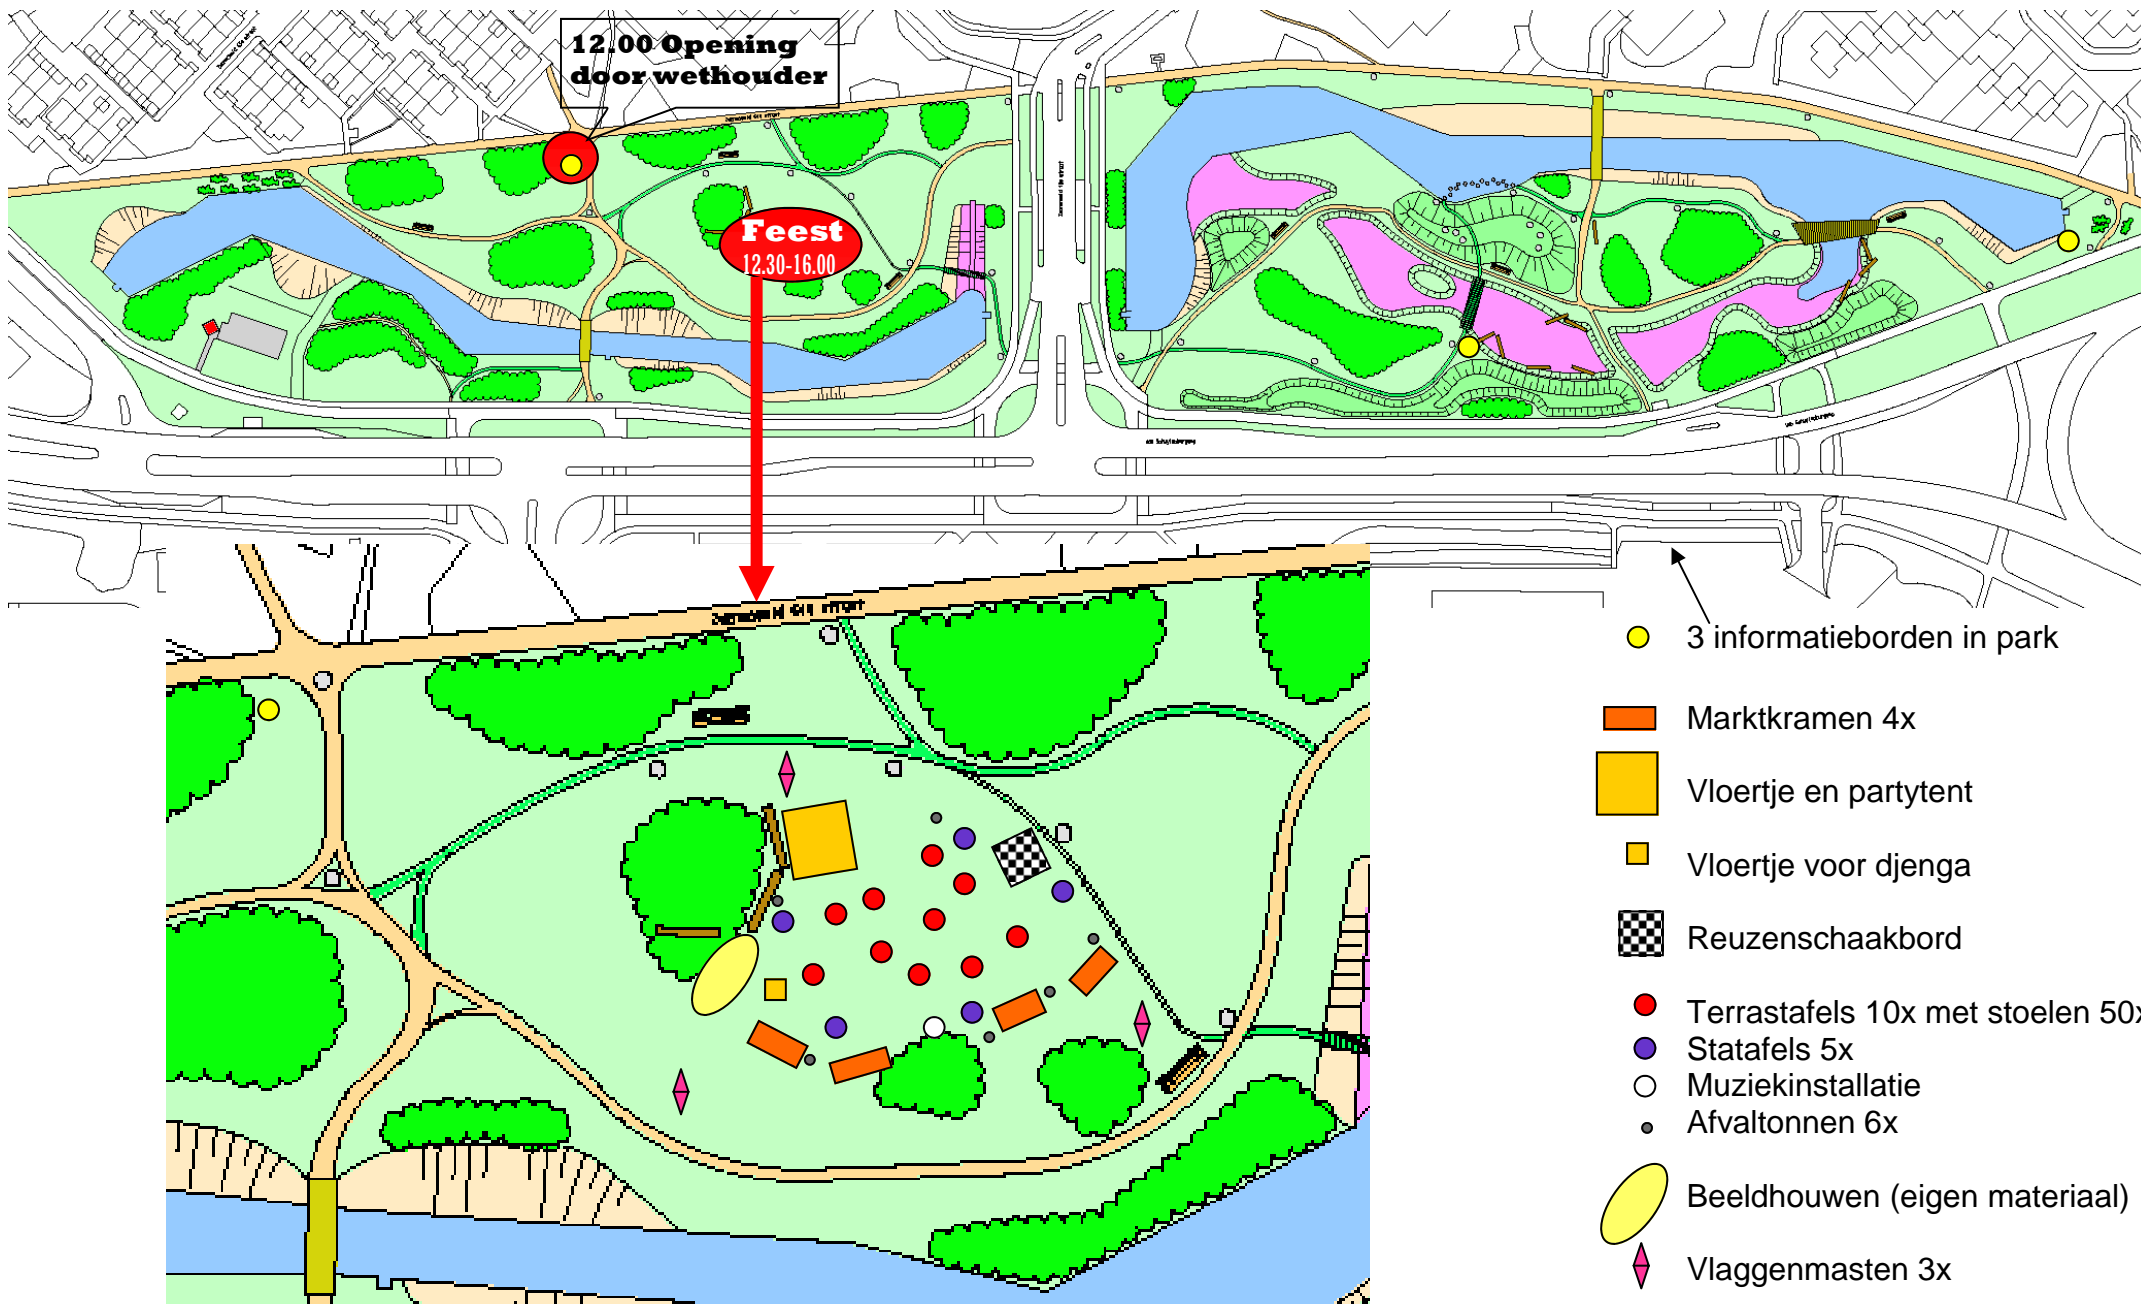 12.00 Opening
door wethouder
Feest
12.30-16.00
3 informatieborden in park
Marktkramen 4x
Vloertje en partytent
Vloertje voor djenga
Reuzenschaakbord
Terrastafels 10x met stoelen 50x
Statafels 5x
Muziekinstallatie
Afvaltonnen 6x
Beeldhouwen (eigen materiaal)
Vlaggenmasten 3x